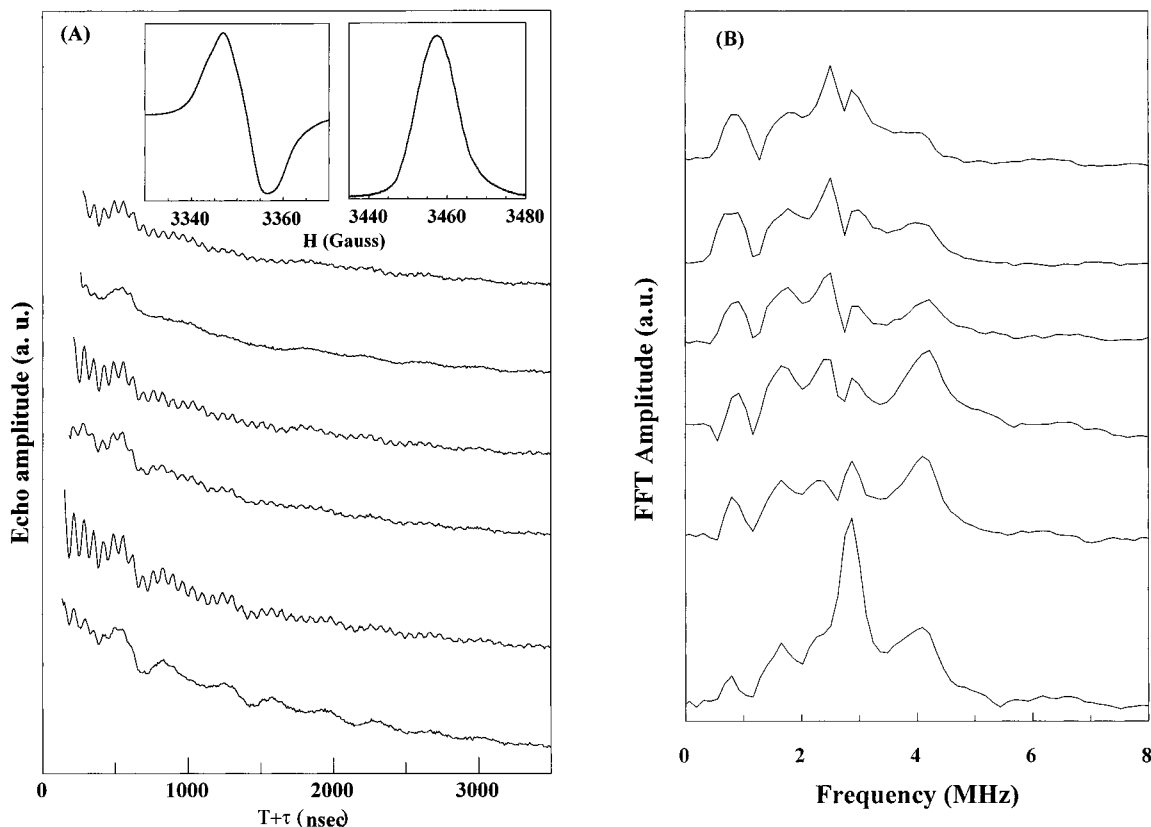 (A)
3340 3360
3440 3460 3480
H (Gauss)
Echo amplitude (a. u.)
0 1000 2000 3000
T+τ (nsec)
(B)
FFT Amplitude (a.u.)
0 2 4 6 8
Frequency (MHz)